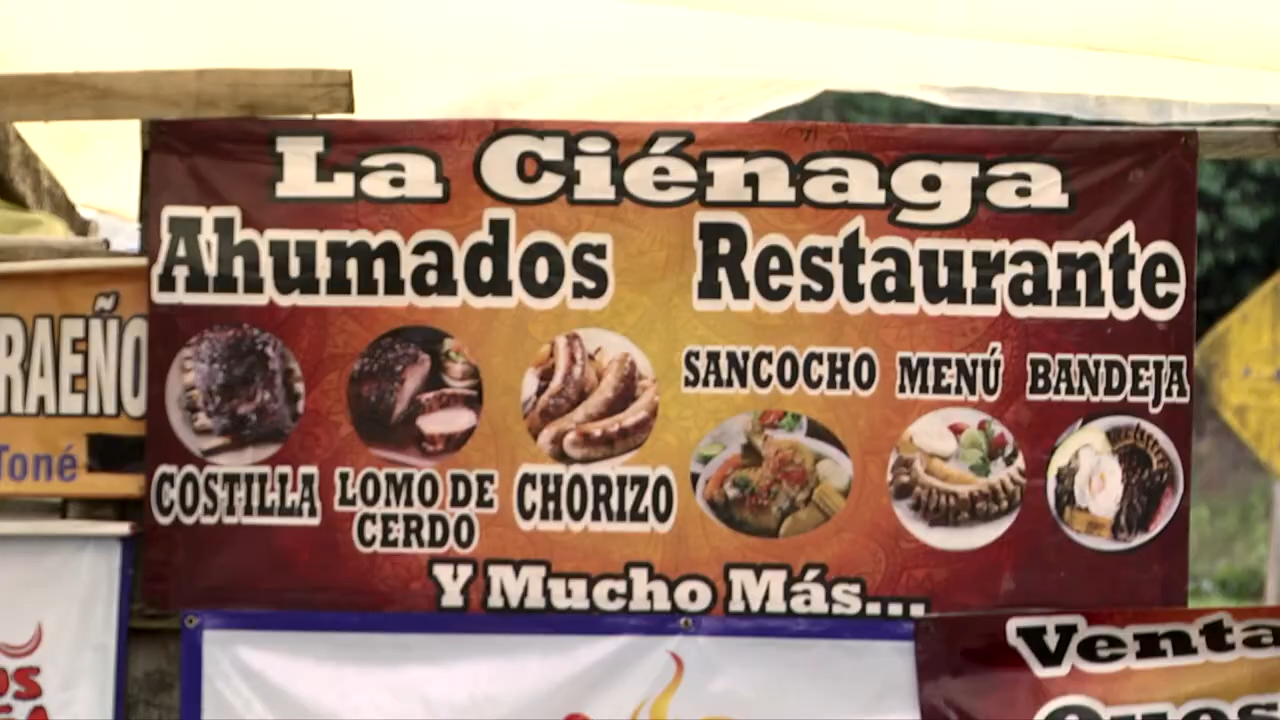 La Ciénaga
Ahumados Restaurante
SANCOCHO MENÚ BANDEJA
COSTILLA LOMO DE CERDO CHORIZO
Y Mucho Más...
RAEÑO
Toné
Venta